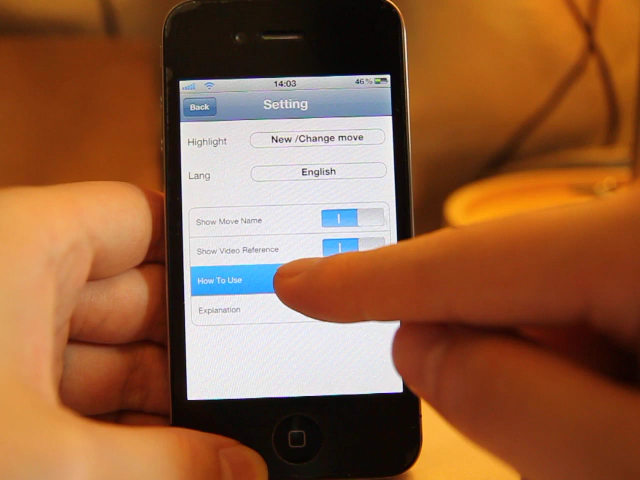 14:03
46%
Back
Setting
Highlight
New /Change move
Lang
English
Show Move Name
Show Video Reference
How To Use
Explanation